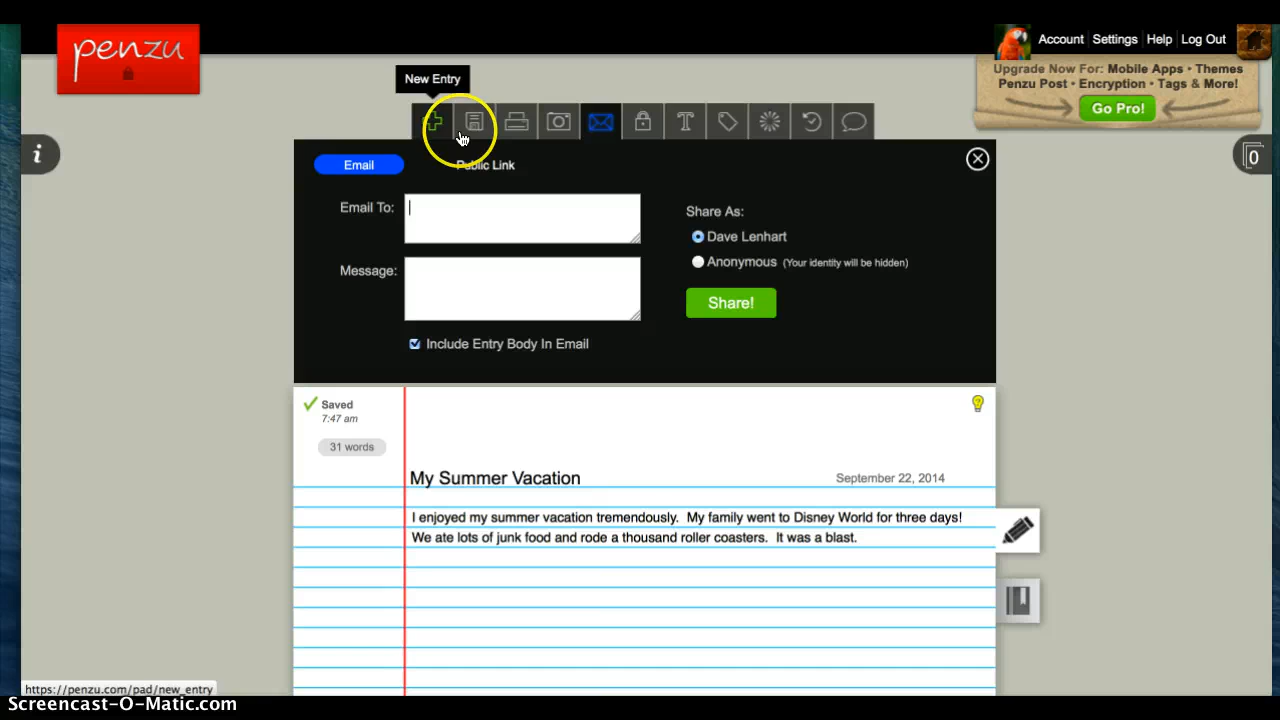 penzu
Account Settings Help Log Out
Upgrade Now For: Mobile Apps • Themes
Penzu Post • Encryption • Tags & More!
Go Pro!
New Entry
T
i
0
Email
Public Link
Email To:
Message:
Include Entry Body In Email
Share As:
Dave Lenhart
Anonymous (Your identity will be hidden)
Share!
Saved
7:47 am
31 words
My Summer Vacation
September 22, 2014
I enjoyed my summer vacation tremendously. My family went to Disney World for three days!
We ate lots of junk food and rode a thousand roller coasters. It was a blast.
https://penzu.com/pad/new_entry
Screencast-O-Matic.com